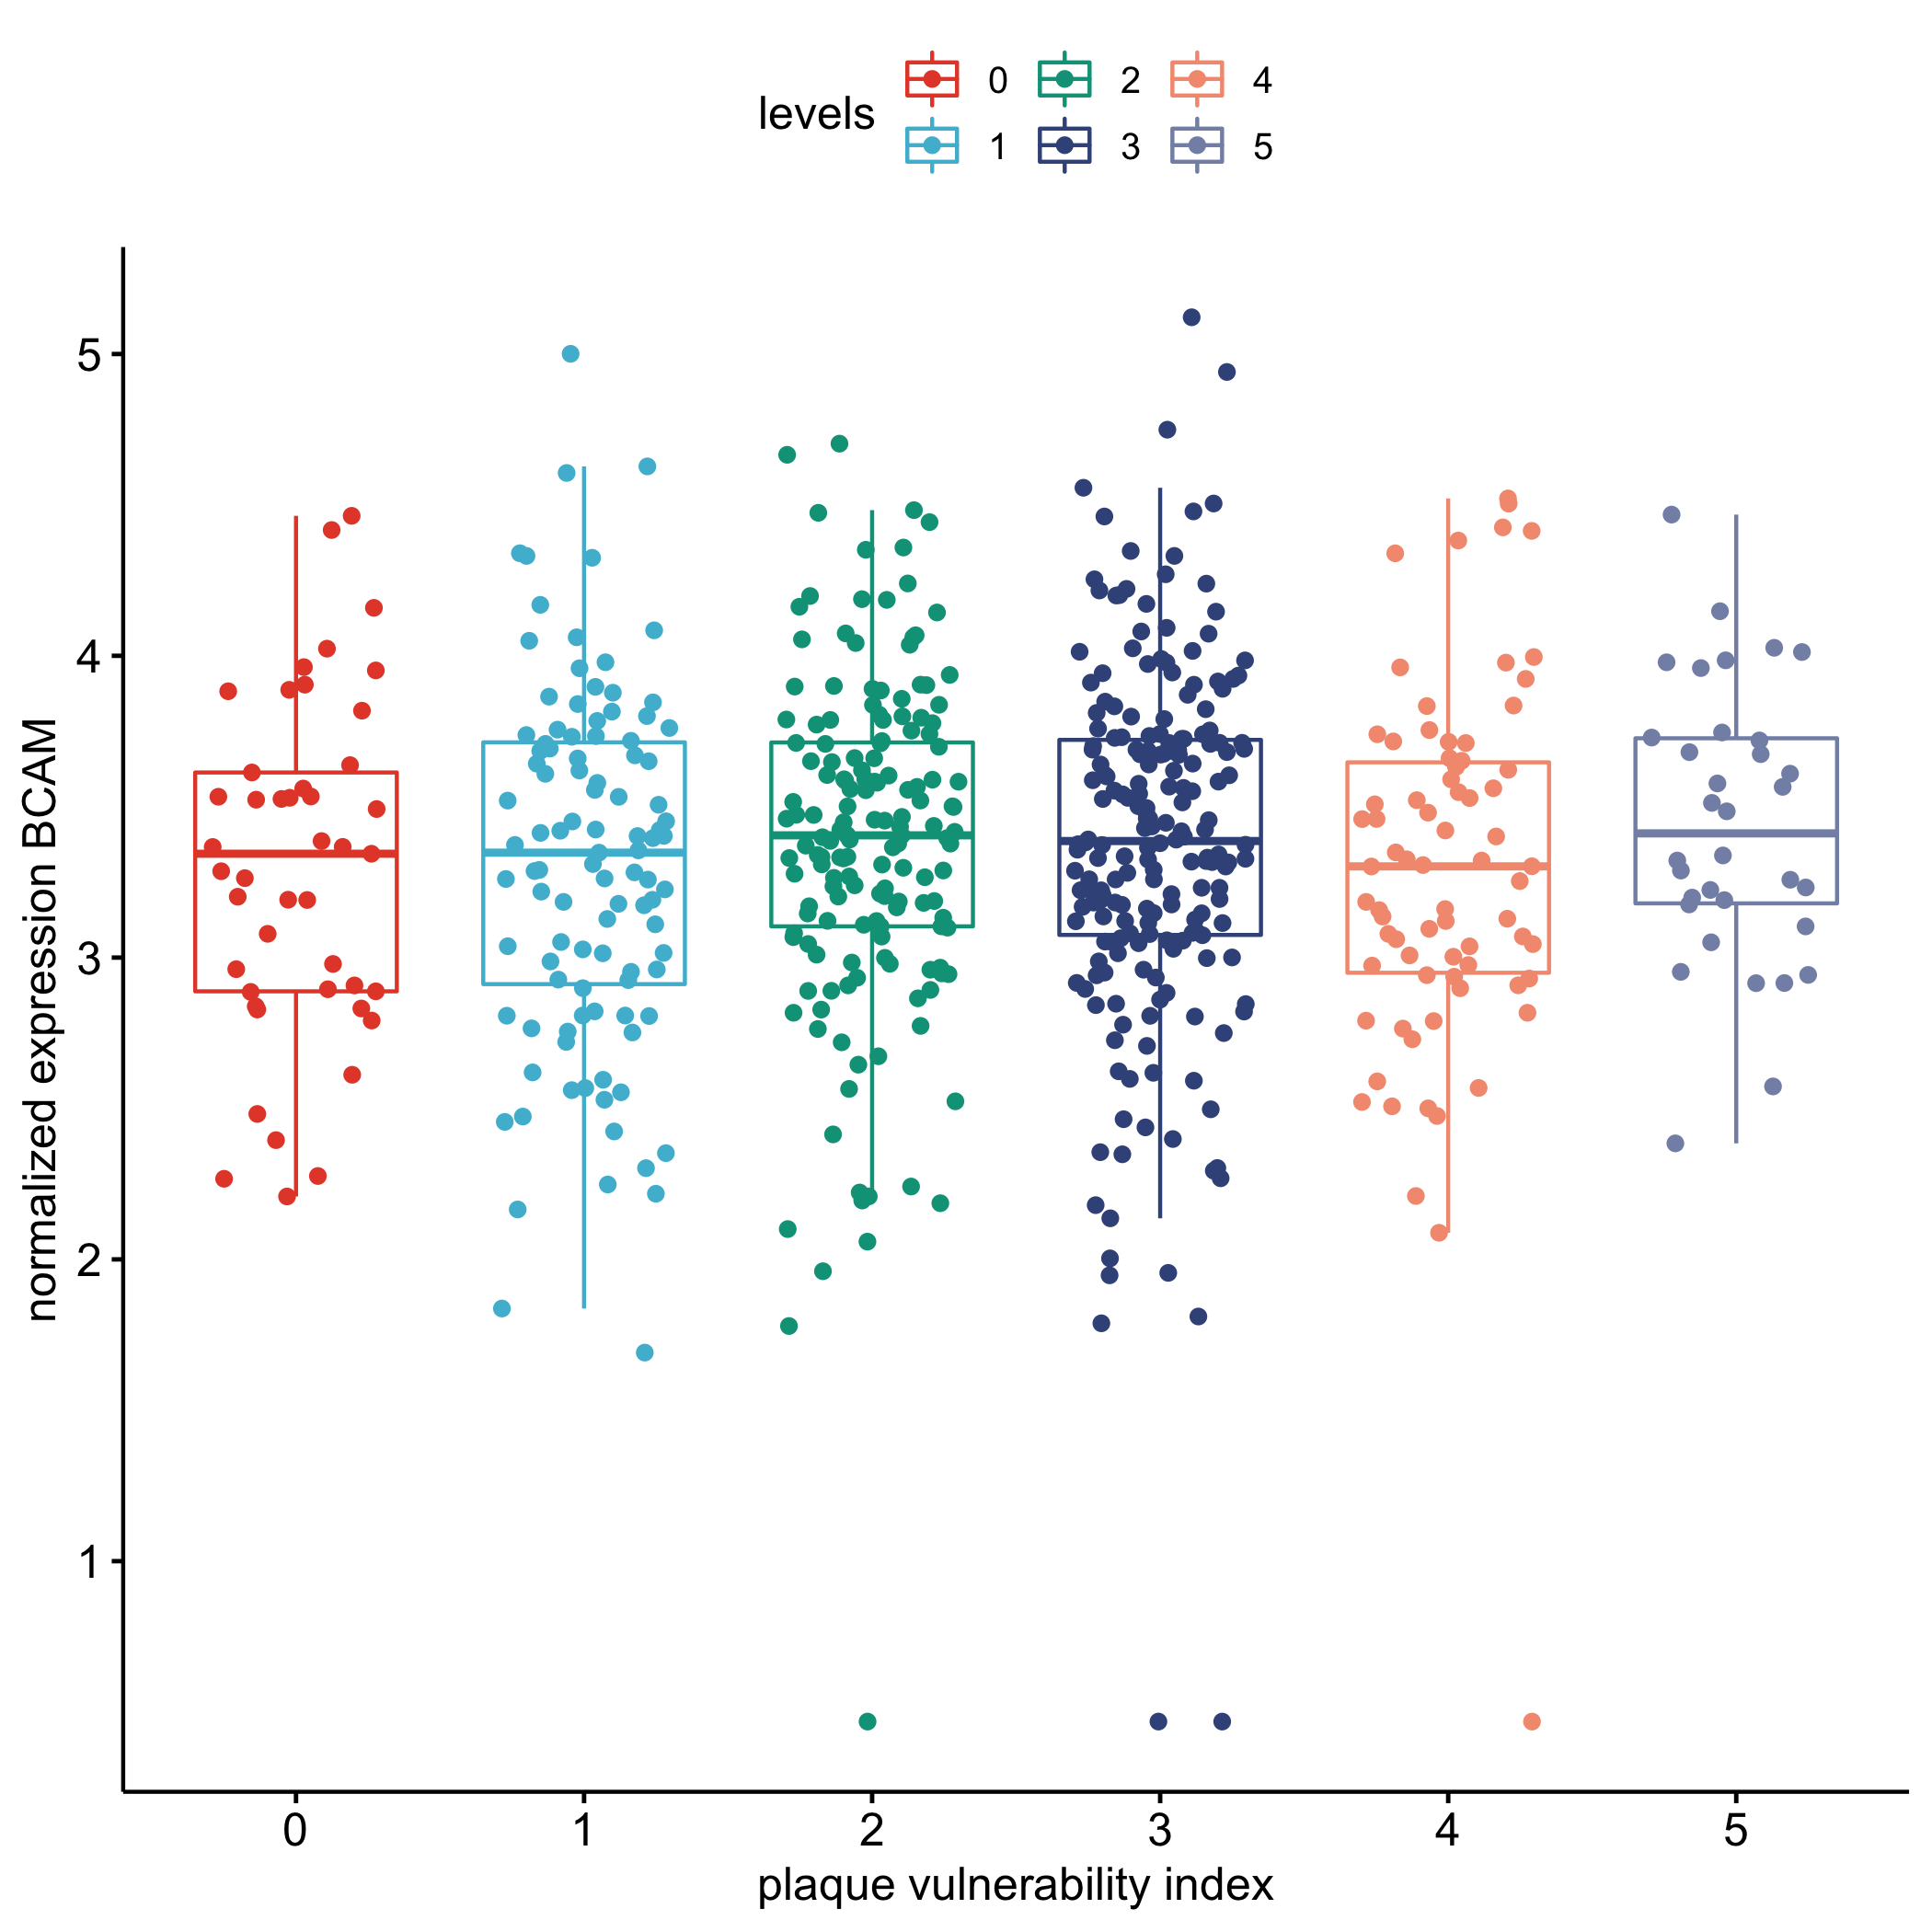 levels
0 2 4
1 3 5
normalized expression BCAM
5
4
3
2
1
0 1 2 3 4 5
plaque vulnerability index